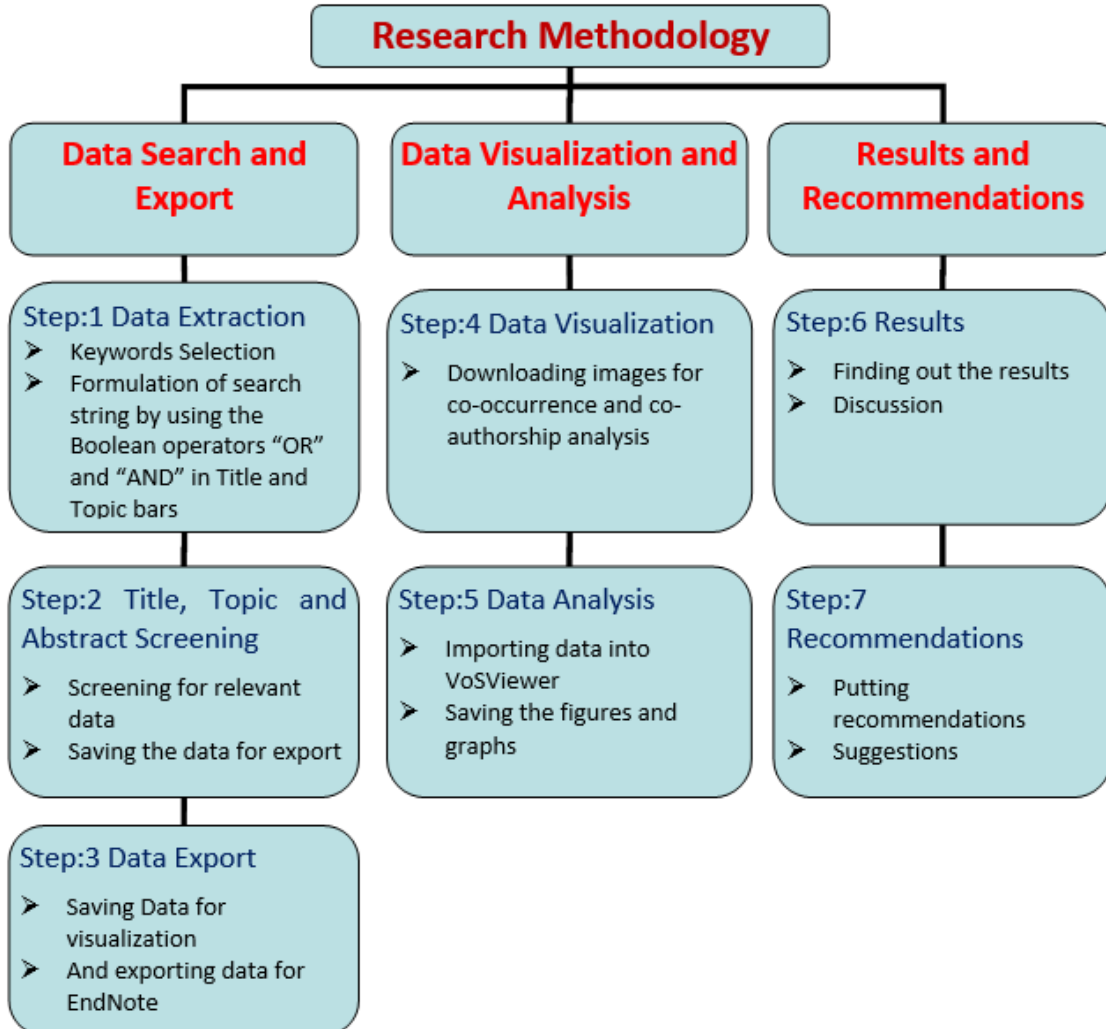 Research Methodology
Data Search and
Export
Step:1 Data Extraction
➢ Keywords Selection
➢ Formulation of search
string by using the
Boolean operators “OR”
and “AND” in Title and
Topic bars
Step:2 Title, Topic and
Abstract Screening
➢ Screening for relevant
data
➢ Saving the data for export
Step:3 Data Export
➢ Saving Data for
visualization
➢ And exporting data for
EndNote
Data Visualization and
Analysis
Step:4 Data Visualization
➢ Downloading images for
co-occurrence and co-
authorship analysis
Step:5 Data Analysis
➢ Importing data into
VoSViewer
➢ Saving the figures and
graphs
Results and
Recommendations
Step:6 Results
➢ Finding out the results
➢ Discussion
Step:7
Recommendations
➢ Putting
recommendations
➢ Suggestions